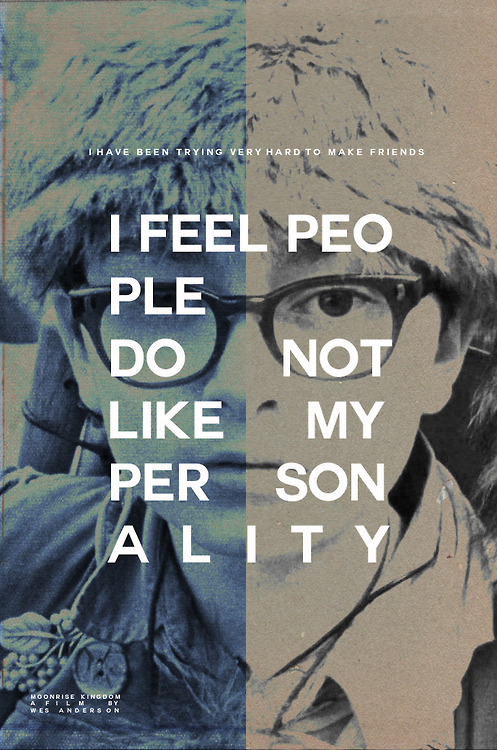 I HAVE BEEN TRYING VERY HARD TO MAKE FRIENDS
I FEEL PEO
PLE
DO NOT
LIKE MY
PER SON
ALITY
MOONRISE KINGDOM
A FILM BY
WES ANDERSON